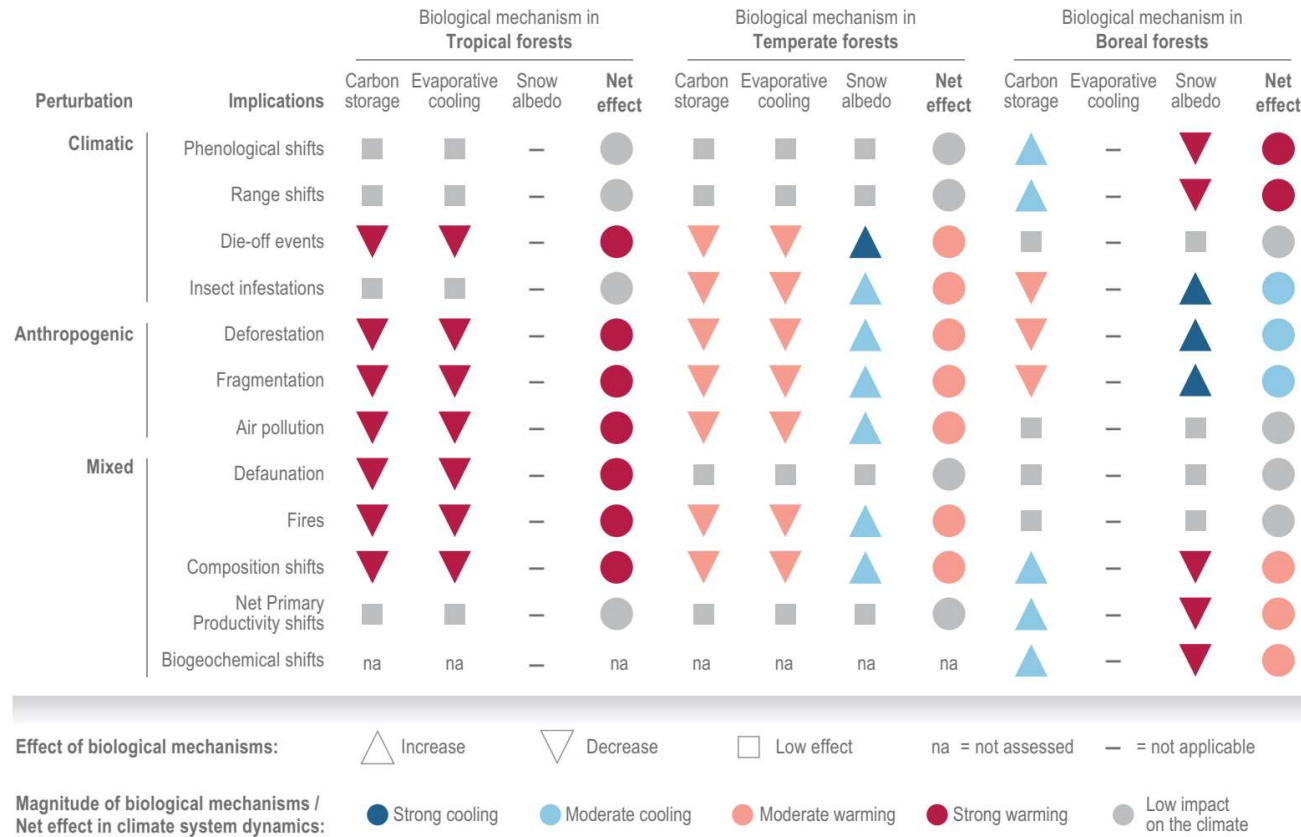 Biological mechanism in
Tropical forests
Biological mechanism in
Temperate forests
Biological mechanism in
Boreal forests
Perturbation
Implications
Carbon storage
Evaporative cooling
Snow albedo
Net effect
Carbon storage
Evaporative cooling
Snow albedo
Net effect
Carbon storage
Evaporative cooling
Snow albedo
Net effect
Climatic
Phenological shifts – –
Range shifts – –
Die-off events – –
Insect infestations – –
Anthropogenic
Deforestation – –
Fragmentation – –
Air pollution – –
Mixed
Defaunation – –
Fires – –
Composition shifts – –
Net Primary
Productivity shifts – –
Biogeochemical shifts na na – na na na na na –
Effect of biological mechanisms: Increase Decrease Low effect na = not assessed – = not applicable
Magnitude of biological mechanisms /
Net effect in climate system dynamics:
Strong cooling Moderate cooling Moderate warming Strong warming
Low impact
on the climate